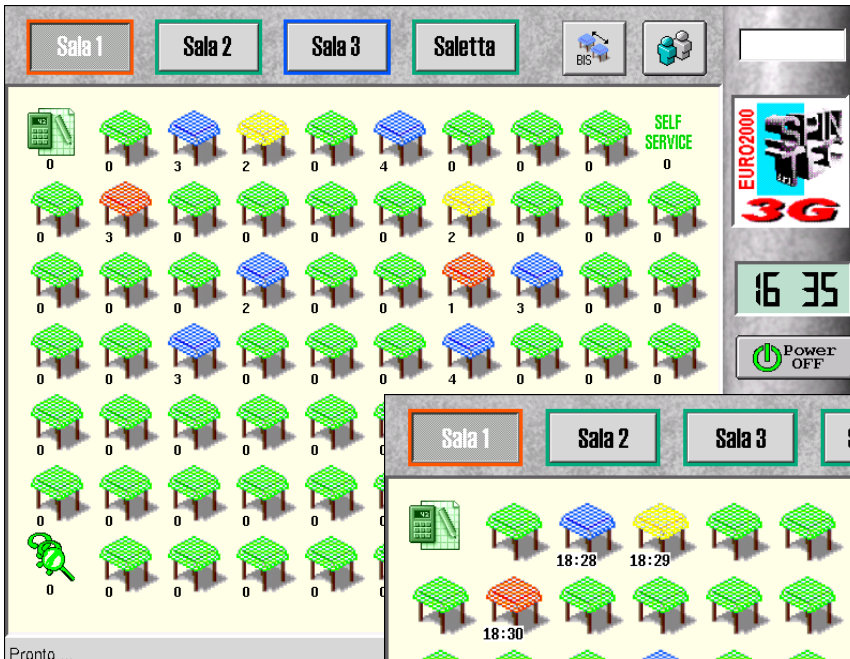 Sala 1 Sala 2 Sala 3 Saletta BIS
EURO2000 SPIN TEC srl
3G
SELF
SERVICE
0 0 3 2 0 4 0 0 0 0
0 3 0 0 0 0 2 0 0 0
0 0 0 2 0 0 1 3 0 0
0 0 3 0 0 0 4 0 0 0
0 0 0 0 0
0 0 0 0 0
0 0 0 0 0
16 35
Power
OFF
Pronto ...
Sala 1 Sala 2 Sala 3
18:28 18:29
18:30